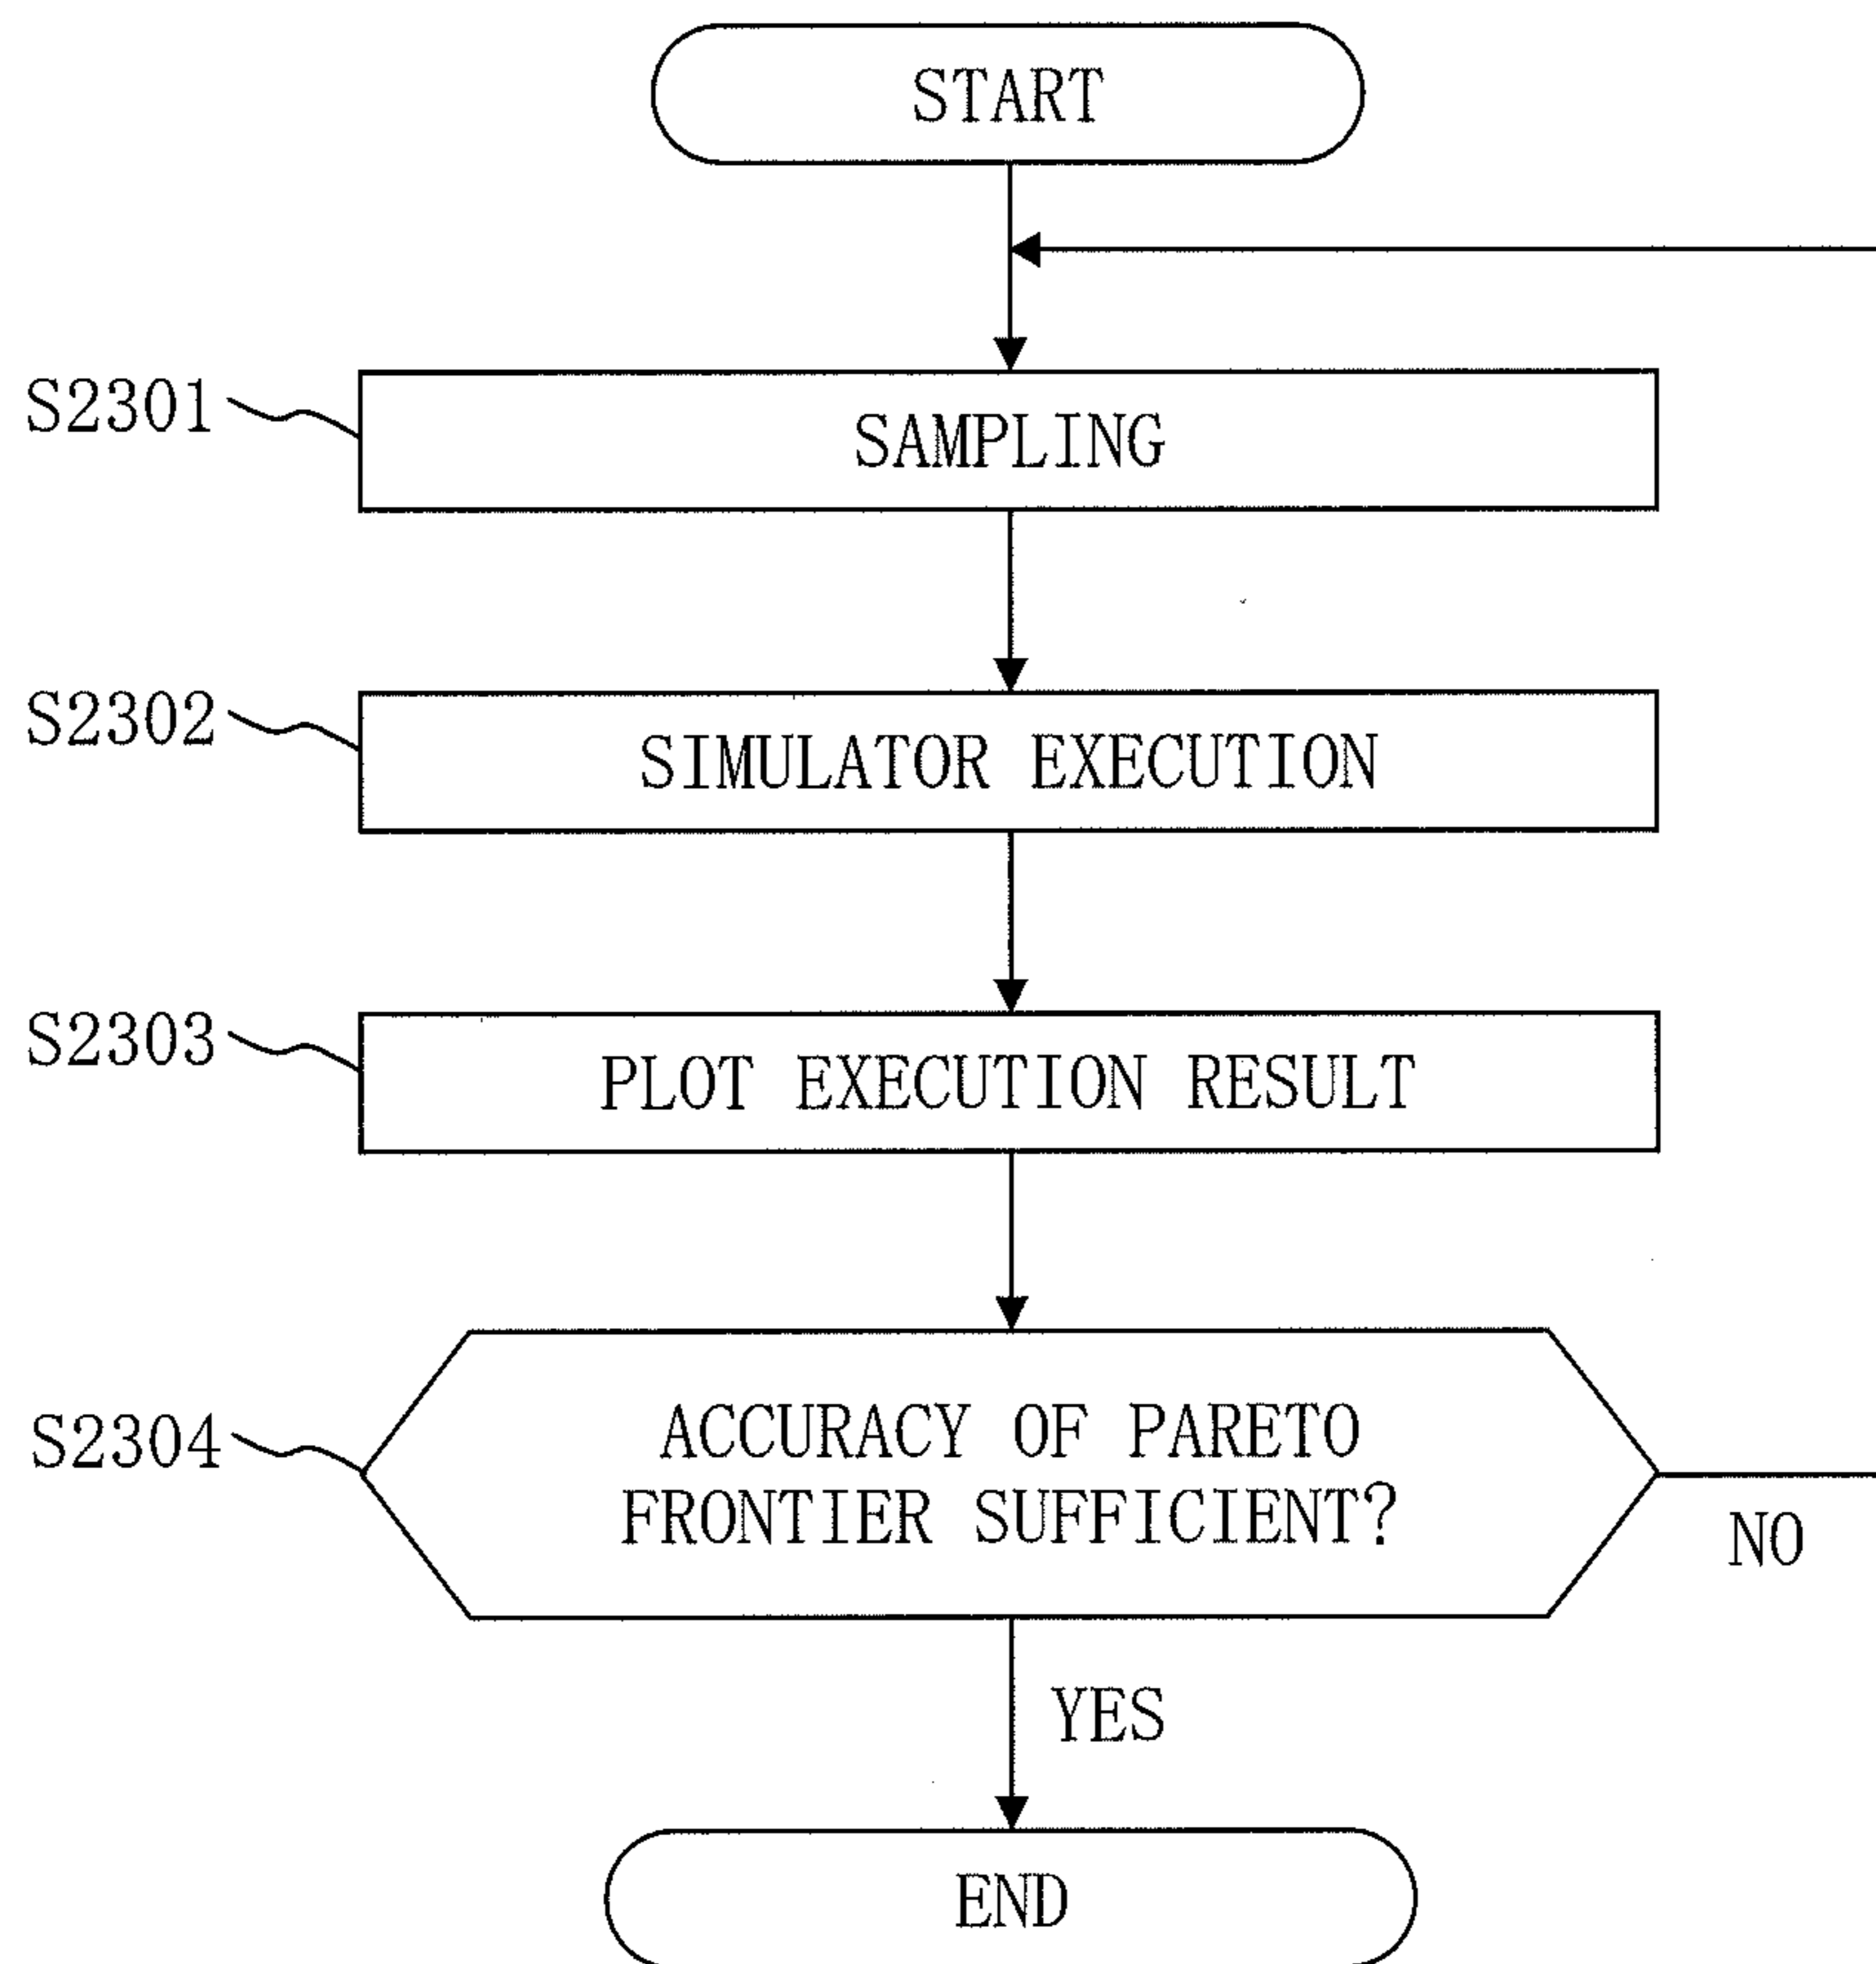 START
S2301
SAMPLING
S2302
SIMULATOR EXECUTION
S2303
PLOT EXECUTION RESULT
S2304
ACCURACY OF PARETO
FRONTIER SUFFICIENT?
NO
YES
END